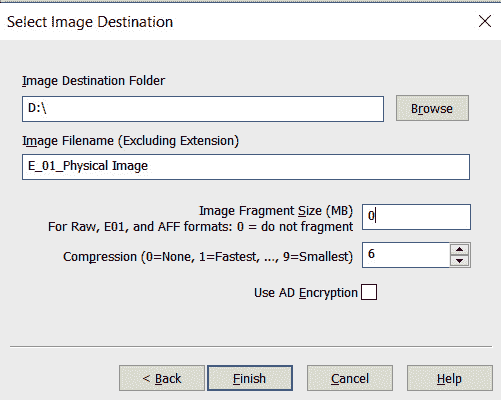 Select Image Destination
Image Destination Folder
D:\
Browse
Image Filename (Excluding Extension)
E_01_Physical Image
Image Fragment Size (MB)
For Raw, E01, and AFF formats: 0 = do not fragment
0
Compression (0=None, 1=Fastest, ..., 9=Smallest)
6
Use AD Encryption
< Back
Finish
Cancel
Help